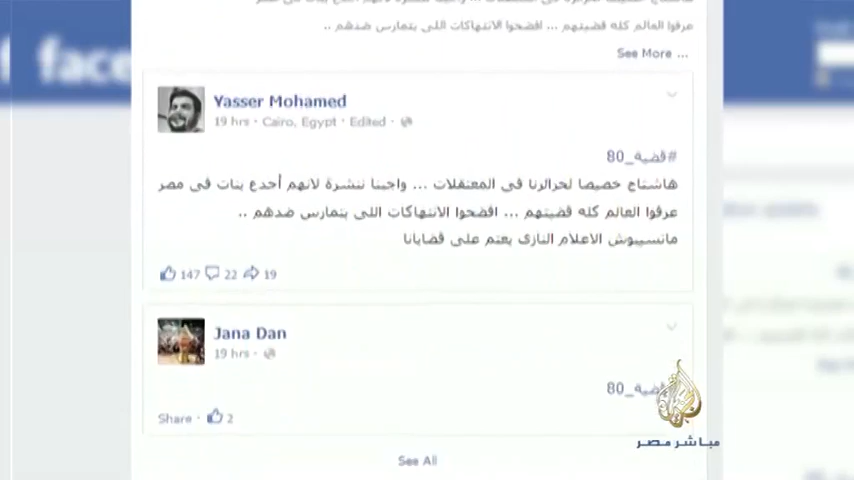 face
عرفوا العالم كله قضيتهم ... افضحوا الانتهاكات اللى بتمارس ضدهم ..
See More ...
Yasser Mohamed
19 hrs · Cairo, Egypt · Edited ·
#قضية_80
هاشتاج خصيصا لحرائرنا فى المعتقلات ... واجبنا ننشرة لانهم أجدع بنات فى مصر
عرفوا العالم كله قضيتهم ... افضحوا الانتهاكات اللى بتمارس ضدهم ..
ماتسيبوش الاعلام النازى يعتم على قضايانا
147 22 19
Jana Dan
19 hrs ·
قضية_80
Share · 2
مباشر مصر
See All